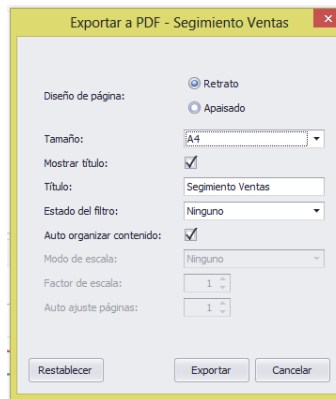 Exportar a PDF - Segimiento Ventas
Diseño de página:
Retrato
Apaisado
Tamaño: A4
Mostrar título:
Título: Segimiento Ventas
Estado del filtro: Ninguno
Auto organizar contenido:
Modo de escala: Ninguno
Factor de escala: 1
Auto ajuste páginas: 1
Restablecer Exportar Cancelar